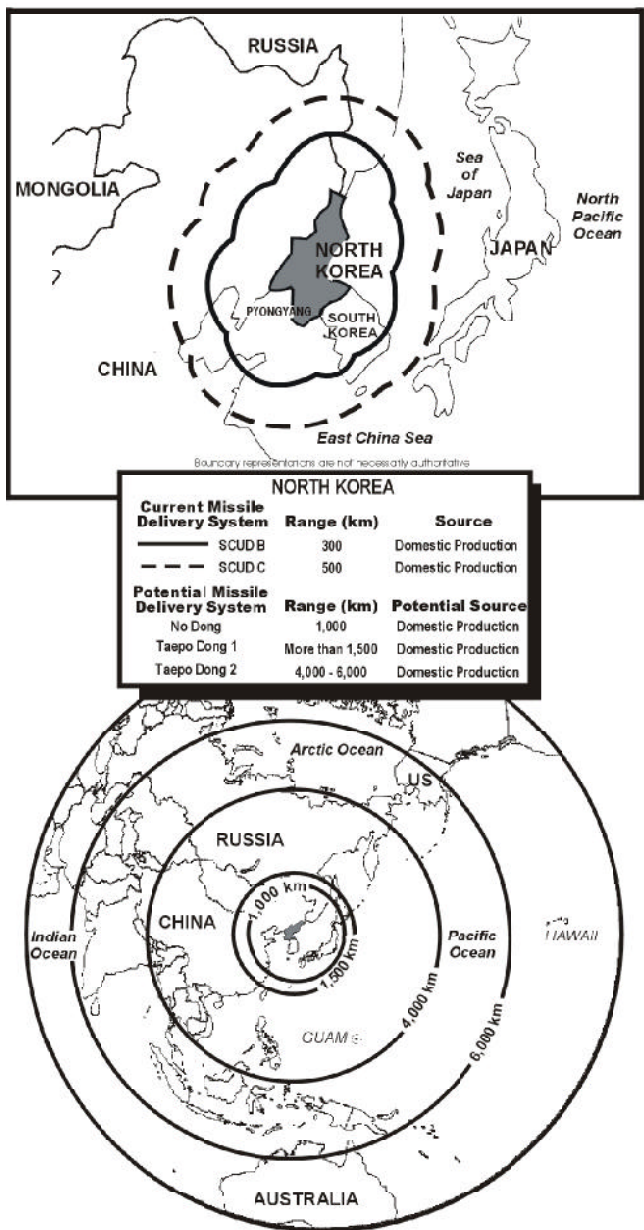 RUSSIA
MONGOLIA
Sea
of
Japan
North
Pacific
Ocean
NORTH
KOREA
JAPAN
PYONGYANG
SOUTH
KOREA
CHINA
East China Sea
Boundary representations are not necessarily authoritative
NORTH KOREA
Current Missile
Delivery System Range (km) Source
SCUDB 300 Domestic Production
SCUDC 500 Domestic Production
Potential Missile
Delivery System Range (km) Potential Source
No Dong 1,000 Domestic Production
Taepo Dong 1 More than 1,500 Domestic Production
Taepo Dong 2 4,000 - 6,000 Domestic Production
Arctic Ocean
US
RUSSIA
1,000 km
CHINA
Indian
Ocean
Pacific
Ocean
HAWAII
1,500 km
4,000 km
6,000 km
GUAM
AUSTRALIA